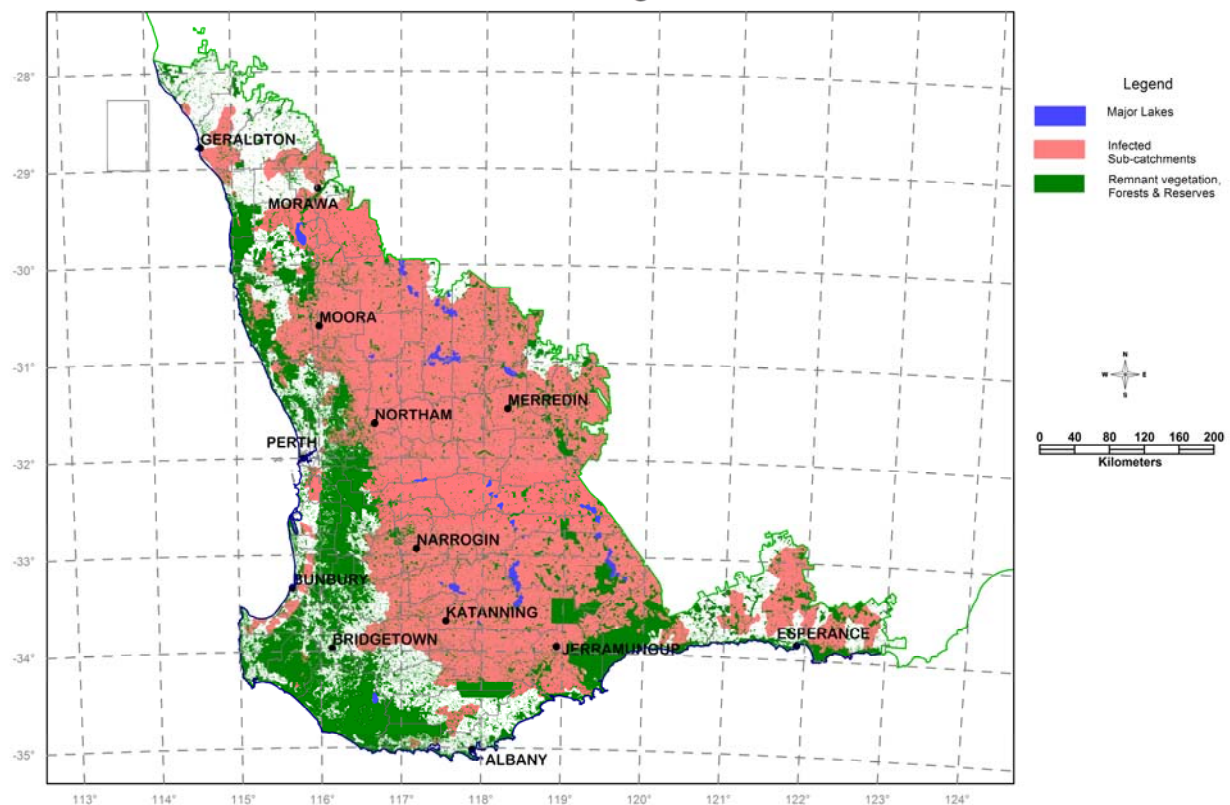 -28°
-29°
-30°
-31°
-32°
-33°
-34°
-35°
GERALDTON
MORAWA
MOORA
MERREDIN
NORTHAM
PERTH
NARROGIN
BUNBURY
KATANNING
BRIDGETOWN
ESPERANCE
JERRAMUNGUP
ALBANY
113° 114° 115° 116° 117° 118° 119° 120° 121° 122° 123° 124°
Legend
Major Lakes
Infected
Sub-catchments
Remnant vegetation,
Forests & Reserves
N
W E
S
0 40 80 120 160 200
Kilometers